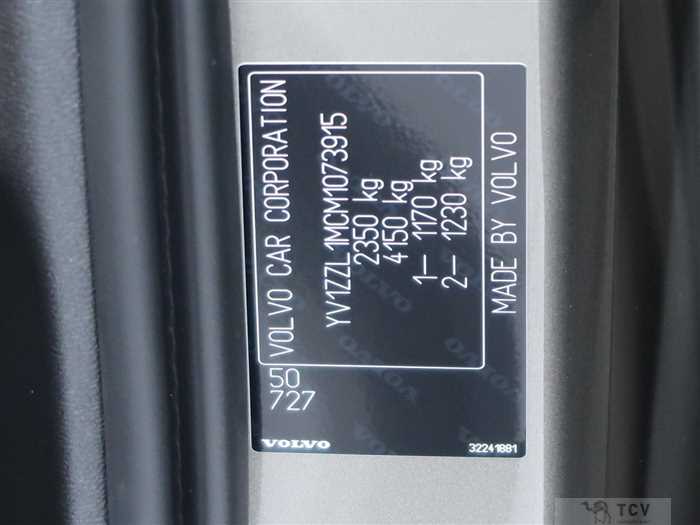 VOLVO CAR CORPORATION
YV1ZZL1MCM1073915
2350 kg
4150 kg
1– 1170 kg
2– 1230 kg
MADE BY VOLVO
50
727
VOLVO
32241881
TCV